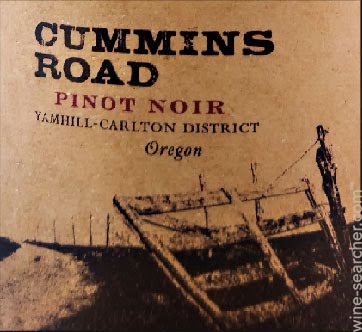 CUMMINS
ROAD
PINOT NOIR
YAMHILL-CARLTON DISTRICT
Oregon
wine-searcher.com